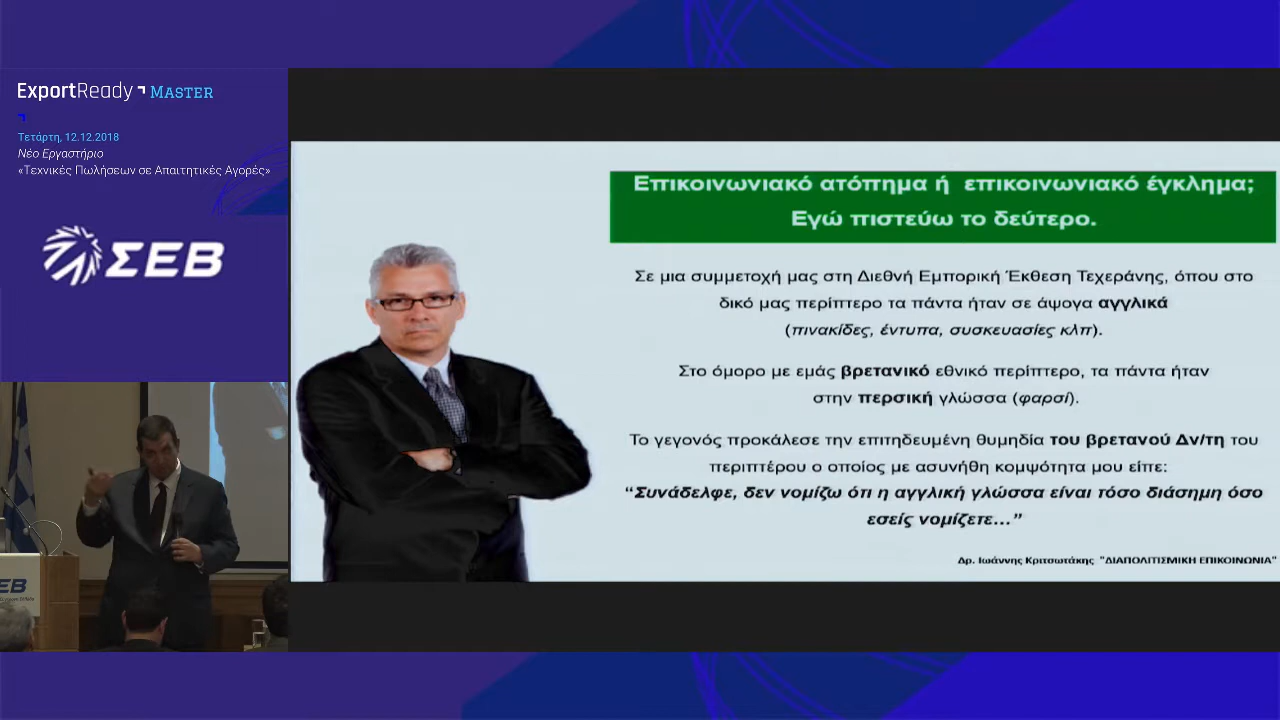 ExportReady MASTER
Τετάρτη, 12.12.2018
Νέο Εργαστήριο
«Τεχνικές Πωλήσεων σε Απαιτητικές Αγορές»
ΣΕΒ
Επικοινωνιακό ατόπημα ή επικοινωνιακό έγκλημα;
Εγώ πιστεύω το δεύτερο.
Σε μια συμμετοχή μας στη Διεθνή Εμπορική Έκθεση Τεχεράνης, όπου στο
δικό μας περίπτερο τα πάντα ήταν σε άψογα αγγλικά
(πινακίδες, έντυπα, συσκευασίες κλπ).
Στο όμορο με εμάς βρετανικό εθνικό περίπτερο, τα πάντα ήταν
στην περσική γλώσσα (φαρσί).
Το γεγονός προκάλεσε την επιτηδευμένη θυμηδία του βρετανού Δν/τη του
περιπτέρου ο οποίος με ασυνήθη κομψότητα μου είπε:
“Συνάδελφε, δεν νομίζω ότι η αγγλική γλώσσα είναι τόσο διάσημη όσο
εσείς νομίζετε…”
Δρ. Ιωάννης Κριτσωτάκης "ΔΙΑΠΟΛΙΤΙΣΜΙΚΗ ΕΠΙΚΟΙΝΩΝΙΑ"
ΕΒ